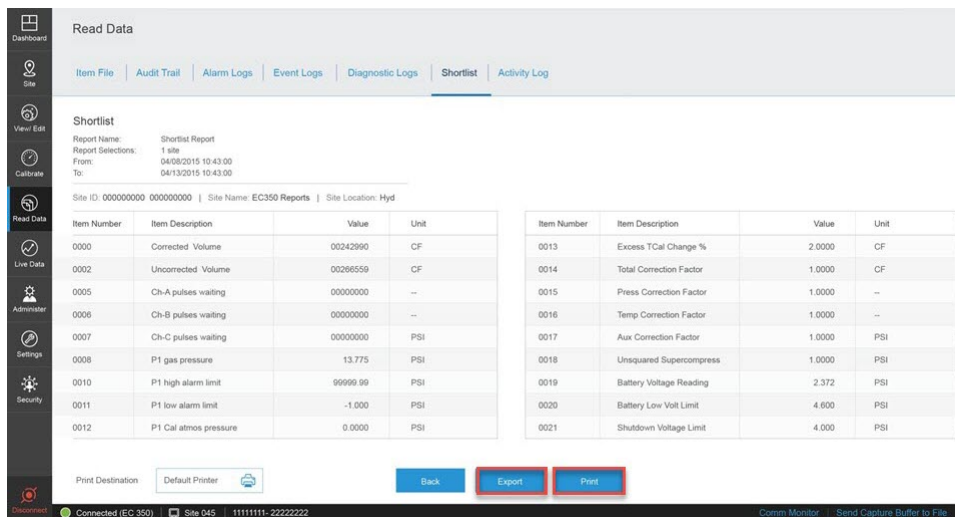 Dashboard
Site
View/ Edit
Calibrate
Read Data
Live Data
Administer
Settings
Security
Disconnect
Read Data
Item File | Audit Trail | Alarm Logs | Event Logs | Diagnostic Logs | Shortlist | Activity Log
Shortlist
Report Name: Shortlist Report
Report Selections: 1 site
From: 04/08/2015 10:43:00
To: 04/13/2015 10:43:00
Site ID: 000000000 000000000 | Site Name: EC350 Reports | Site Location: Hyd
Item Number Item Description Value Unit
0000 Corrected Volume 00242990 CF
0002 Uncorrected Volume 00266559 CF
0005 Ch-A pulses waiting 00000000 --
0006 Ch-B pulses waiting 00000000 --
0007 Ch-C pulses waiting 00000000 PSI
0008 P1 gas pressure 13.775 PSI
0010 P1 high alarm limit 99999.99 PSI
0011 P1 low alarm limit -1.000 PSI
0012 P1 Cal atmos pressure 0.0000 PSI
Item Number Item Description Value Unit
0013 Excess TCal Change % 2.0000 CF
0014 Total Correction Factor 1.0000 CF
0015 Press Correction Factor 1.0000 --
0016 Temp Correction Factor 1.0000 --
0017 Aux Correction Factor 1.0000 PSI
0018 Unsquared Supercompress 1.0000 PSI
0019 Battery Voltage Reading 2.372 PSI
0020 Battery Low Volt Limit 4.600 PSI
0021 Shutdown Voltage Limit 4.000 PSI
Print Destination Default Printer Back Export Print
Connected (EC 350) Site 045 11111111- 22222222 Comm Monitor Send Capture Buffer to File